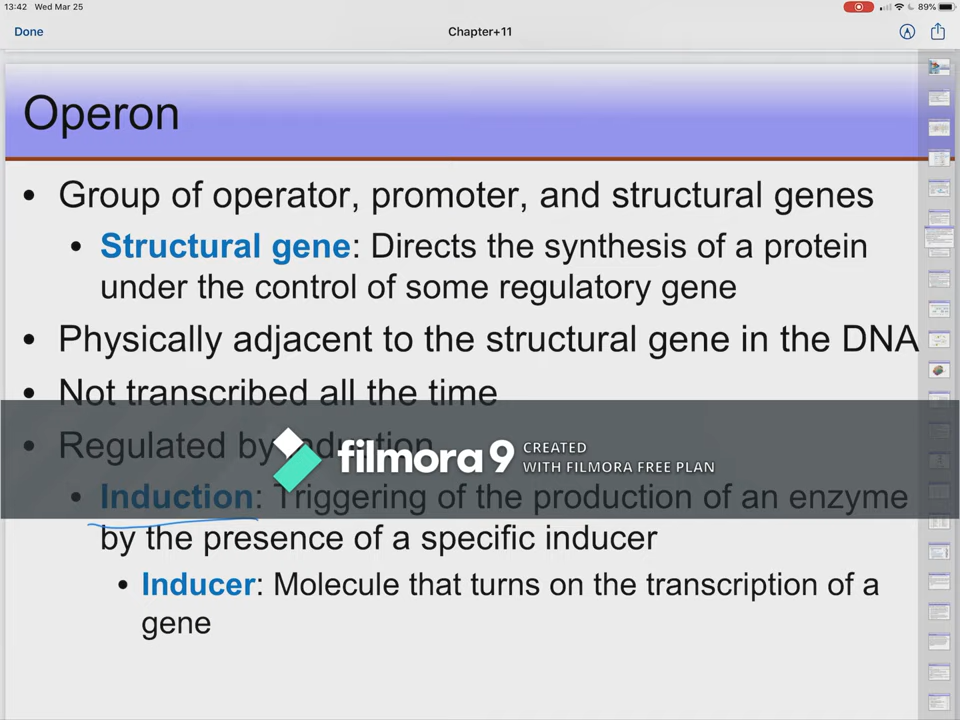 13:42 Wed Mar 25
89%
Done
Chapter+11
Operon
• Group of operator, promoter, and structural genes
• Structural gene: Directs the synthesis of a protein
under the control of some regulatory gene
• Physically adjacent to the structural gene in the DNA
• Not transcribed all the time
• Regulated by induction
filmora9
CREATED
WITH FILMORA FREE PLAN
• Induction: Triggering of the production of an enzyme
by the presence of a specific inducer
• Inducer: Molecule that turns on the transcription of a
gene